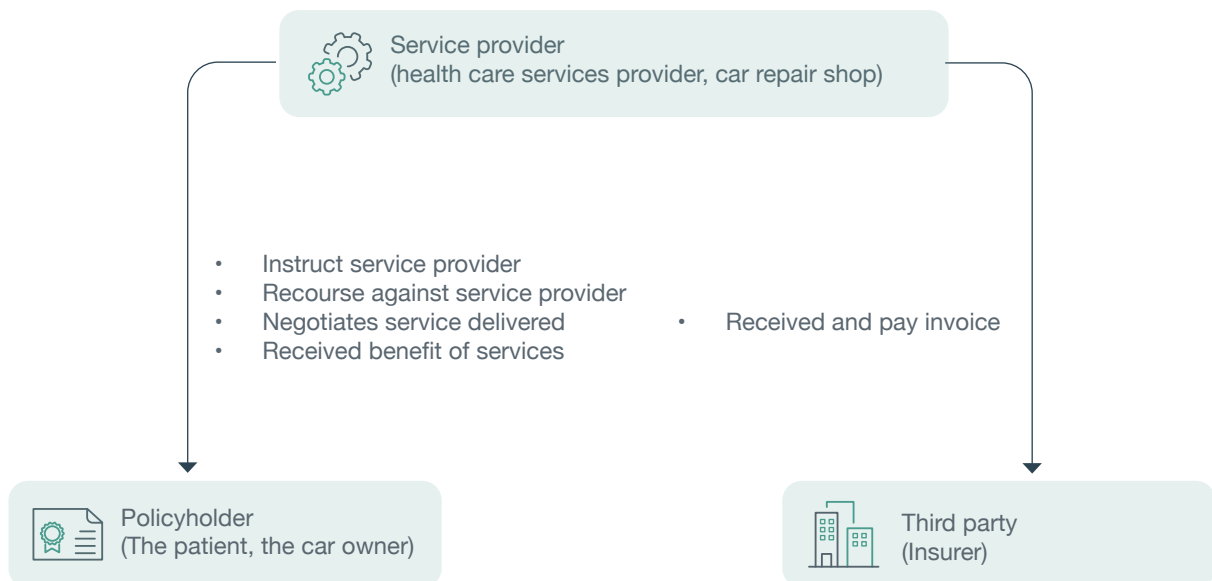 Service provider
(health care services provider, car repair shop)
• Instruct service provider
• Recourse against service provider
• Negotiates service delivered
• Received benefit of services
• Received and pay invoice
Policyholder
(The patient, the car owner)
Third party
(Insurer)